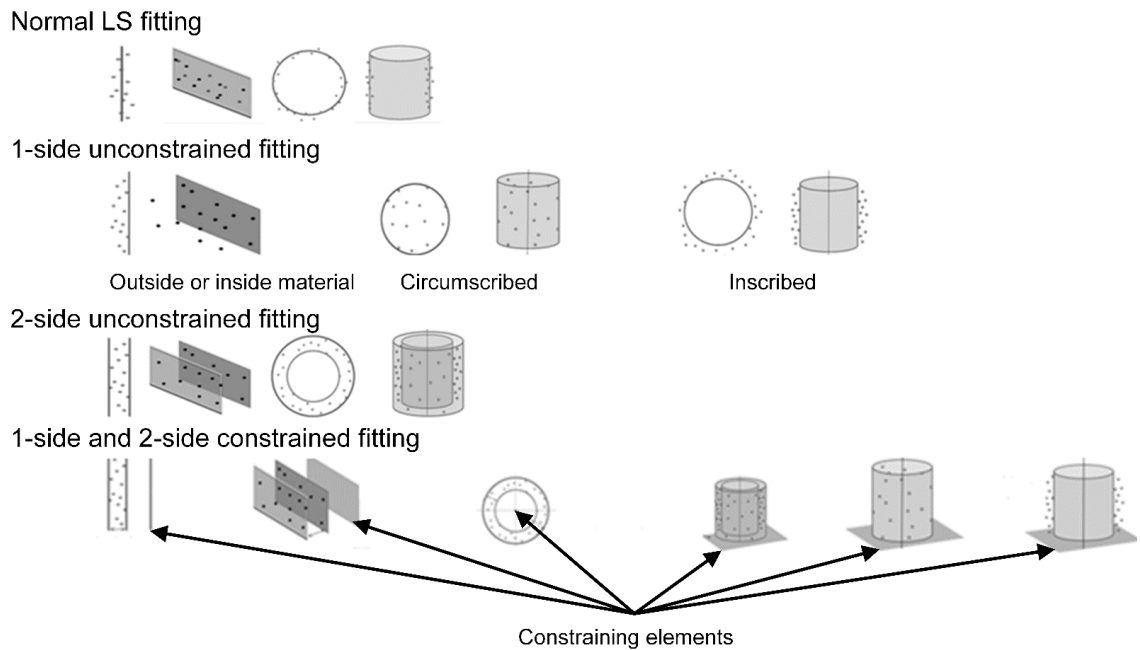 Normal LS fitting
1-side unconstrained fitting
Outside or inside material
Circumscribed
Inscribed
2-side unconstrained fitting
1-side and 2-side constrained fitting
Constraining elements